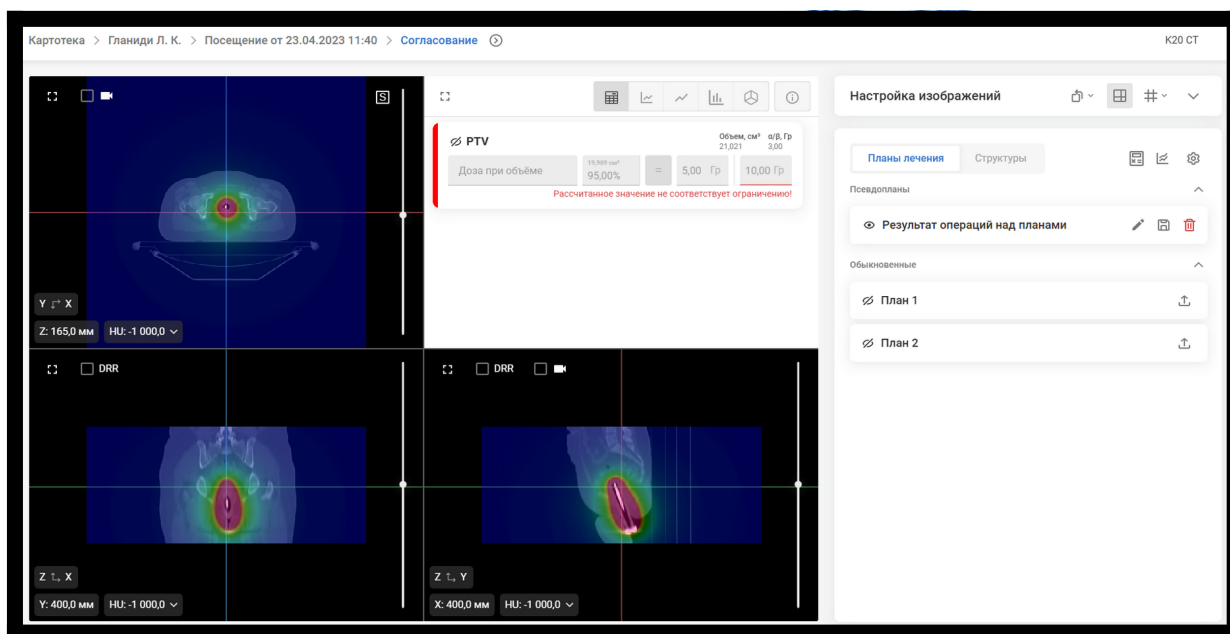 Картотека > Гланиди Л. К. > Посещение от 23.04.2023 11:40 > Согласование
K20 CT
S
PTV
Объем, см³ α/β, Гр
21,021 3,00
Доза при объёме
19,969 см³
95,00%
=
5,00 Гр
10,00 Гр
Рассчитанное значение не соответствует ограничению!
Y X
Z: 165,0 мм HU: -1 000,0
DRR
Z X
Y: 400,0 мм HU: -1 000,0
DRR
Z Y
X: 400,0 мм HU: -1 000,0
Настройка изображений
Планы лечения Структуры
Псевдопланы
Результат операций над планами
Обыкновенные
План 1
План 2